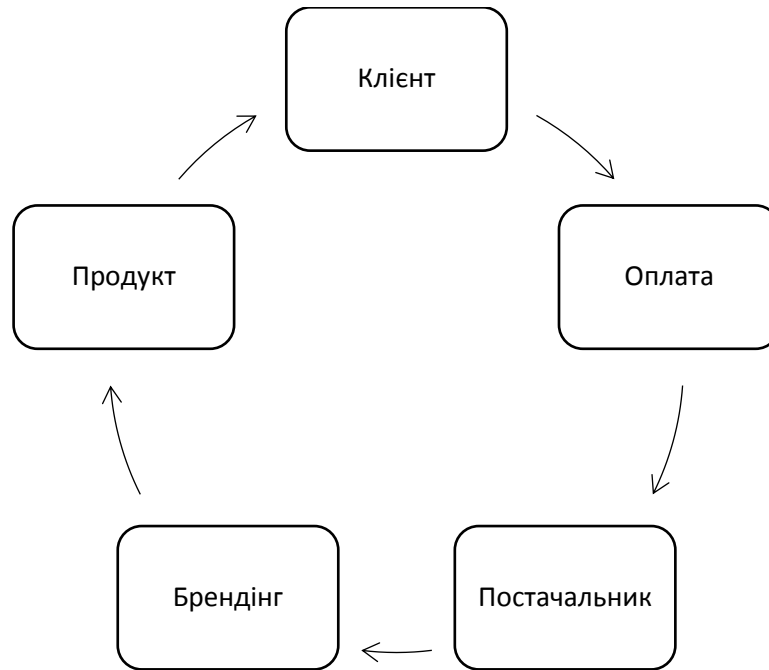 Клієнт
Оплата
Постачальник
Брендінг
Продукт